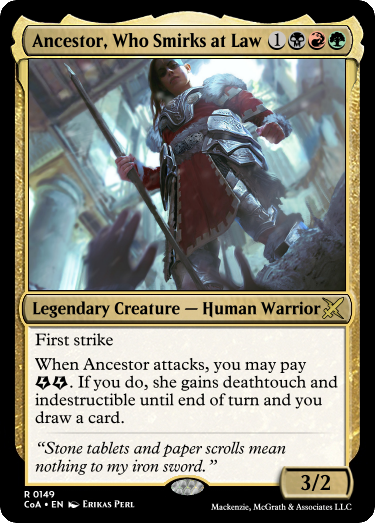 Ancestor, Who Smirks at Law 1
Legendary Creature — Human Warrior
First strike
When Ancestor attacks, you may pay
. If you do, she gains deathtouch and
indestructible until end of turn and you
draw a card.
“Stone tablets and paper scrolls mean
nothing to my iron sword.”
3/2
R 0149
CoA • EN Erikas Perl
Mackenzie, McGrath & Associates LLC